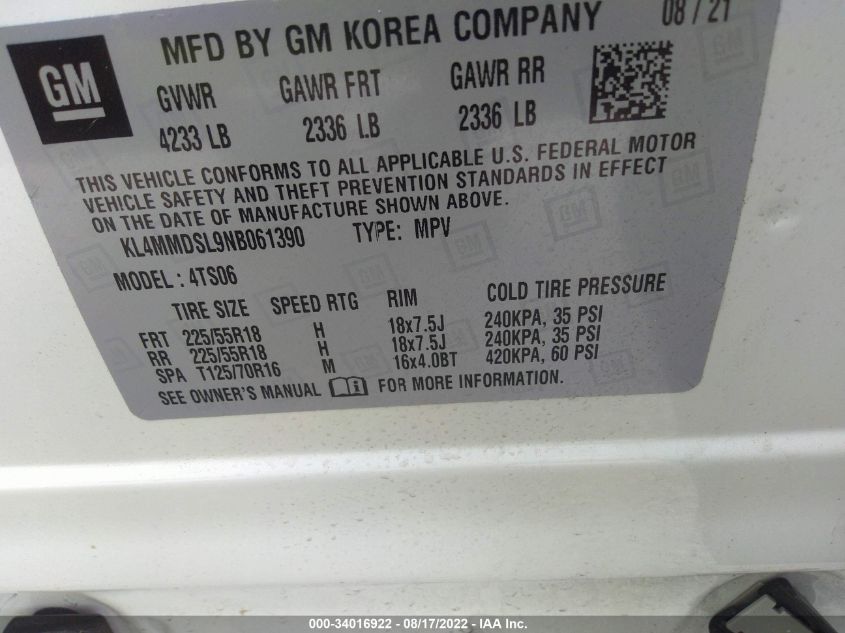 MFD BY GM KOREA COMPANY 08 / 21
GM
GVWR GAWR FRT GAWR RR
4233 LB 2336 LB 2336 LB
THIS VEHICLE CONFORMS TO ALL APPLICABLE U.S. FEDERAL MOTOR
VEHICLE SAFETY AND THEFT PREVENTION STANDARDS IN EFFECT
ON THE DATE OF MANUFACTURE SHOWN ABOVE.
KL4MMDSL9NB061390 TYPE: MPV
MODEL : 4TS06
TIRE SIZE SPEED RTG RIM COLD TIRE PRESSURE
FRT 225/55R18 H 18x7.5J 240KPA, 35 PSI
RR 225/55R18 H 18x7.5J 240KPA, 35 PSI
SPA T125/70R16 M 16x4.0BT 420KPA, 60 PSI
SEE OWNER'S MANUAL FOR MORE INFORMATION.
000-34016922 - 08/17/2022 - IAA Inc.